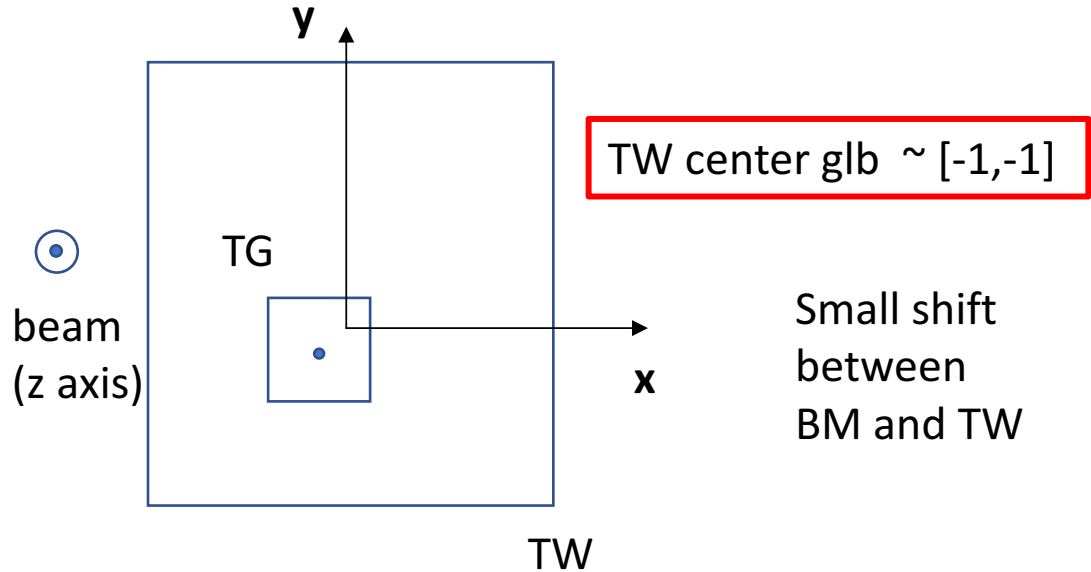 y
TW center glb ~ [-1,-1]
TG
beam
(z axis)
x
Small shift
between
BM and TW
TW